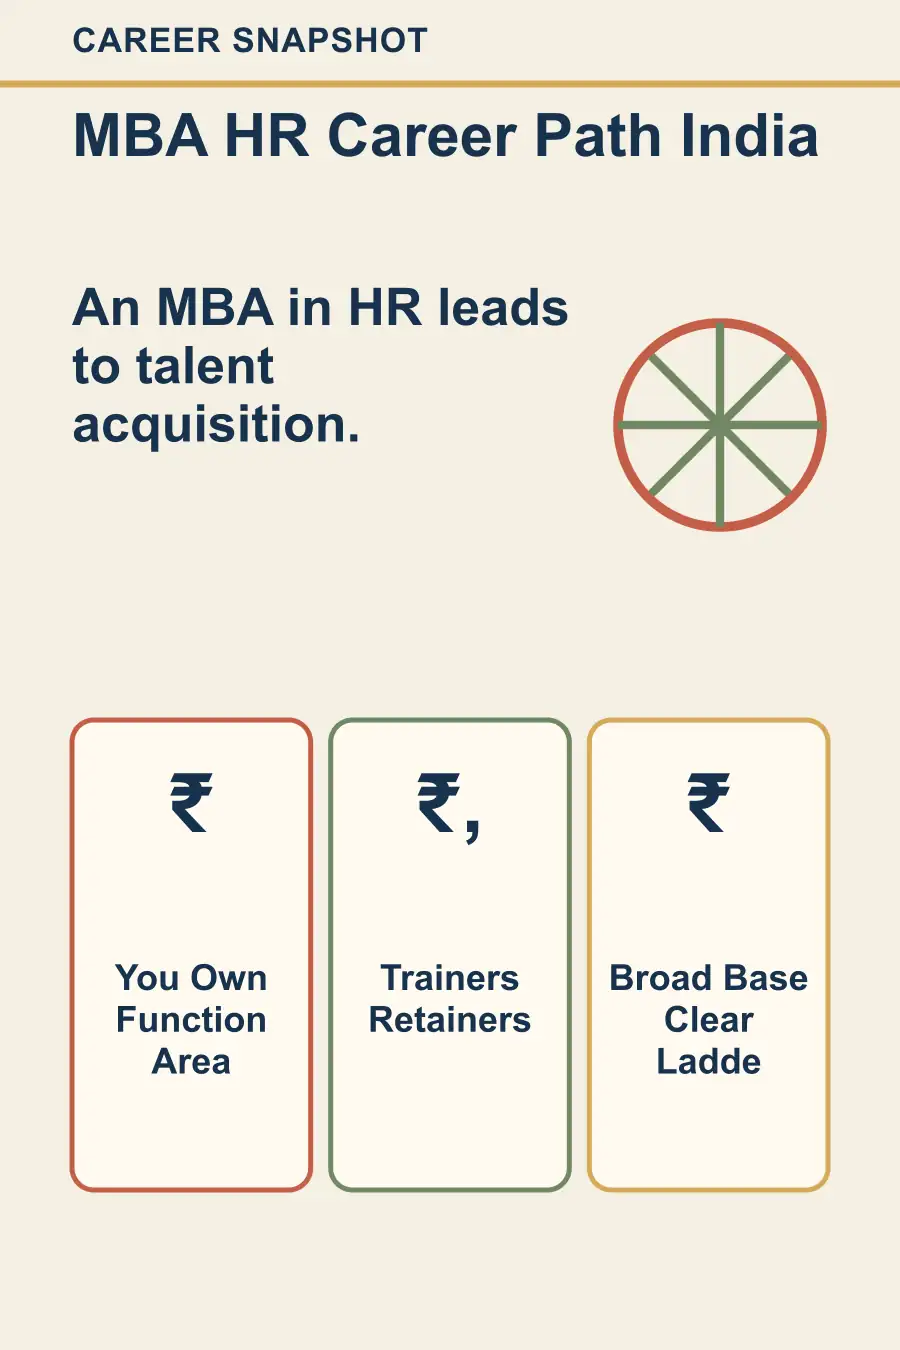 CAREER SNAPSHOT
MBA HR Career Path India
An MBA in HR leads
to talent
acquisition.
₹
You Own
Function
Area
₹,
Trainers
Retainers
₹
Broad Base
Clear
Ladde